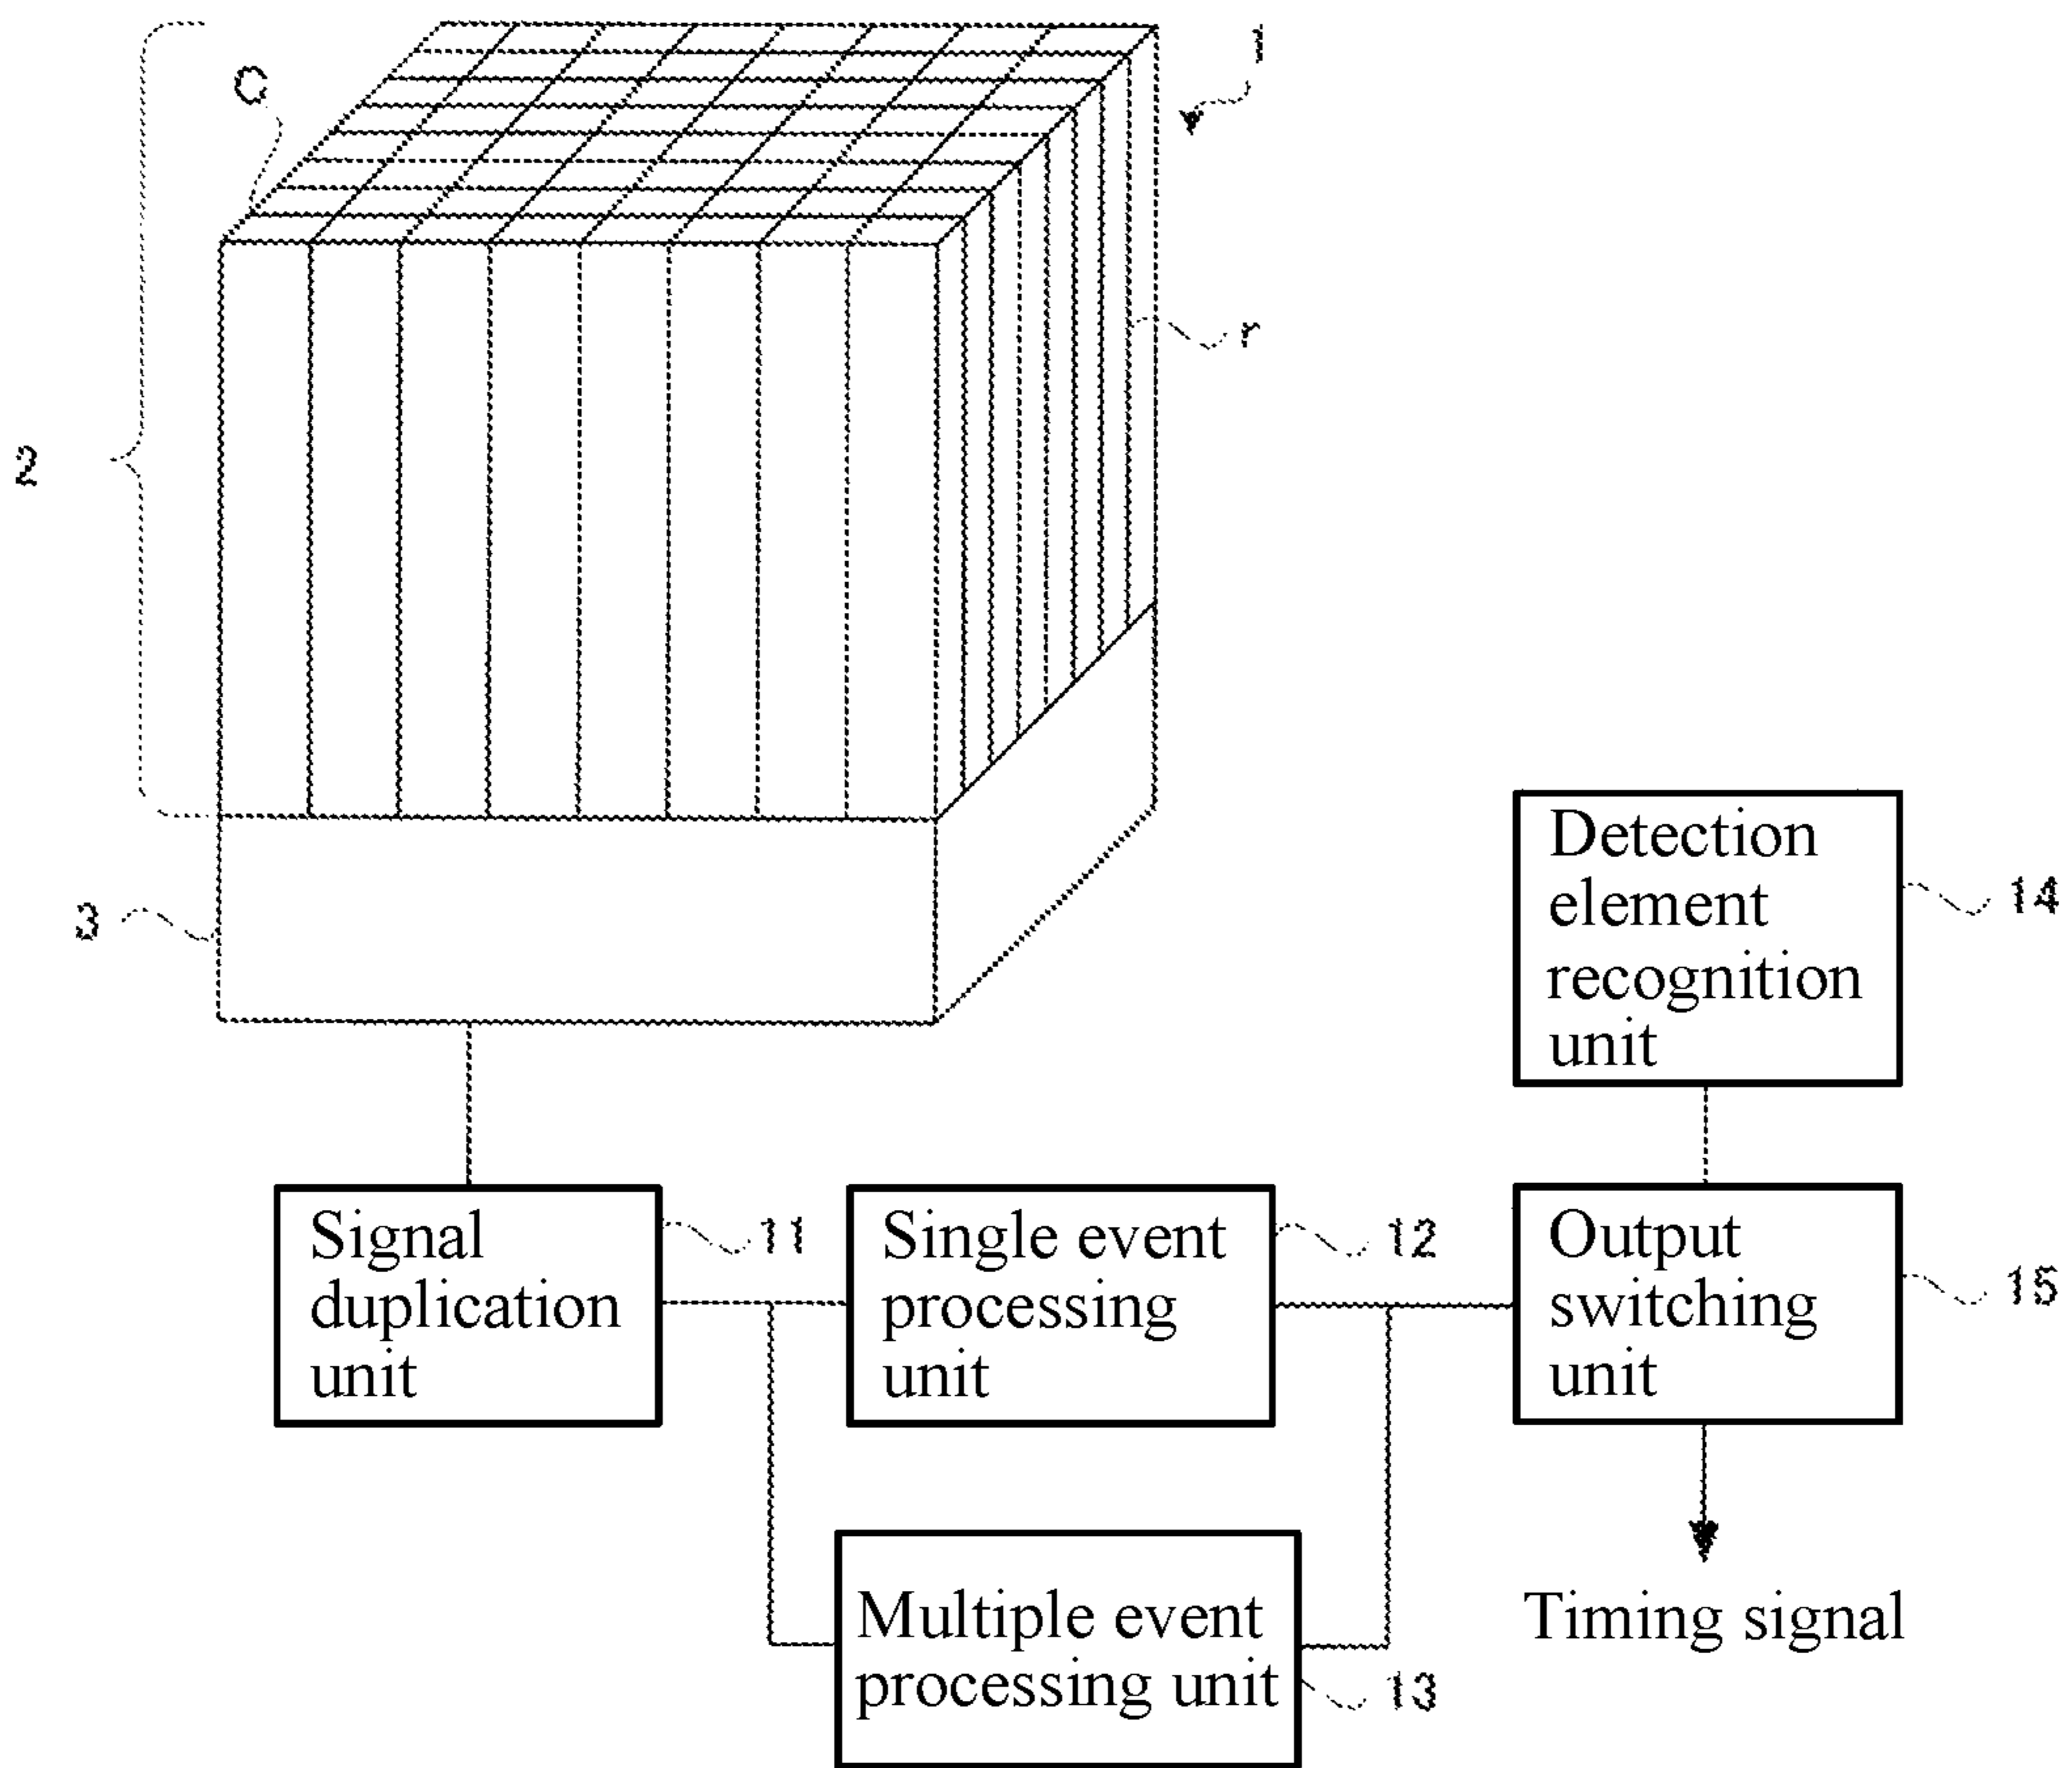 1
C
r
2
3
Detection
element
recognition
unit
14
Signal
duplication
unit
11
Single event
processing
unit
12
Output
switching
unit
15
Multiple event
processing unit
13
Timing signal